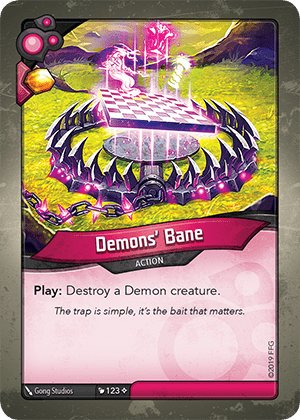 Demons' Bane
ACTION
Play: Destroy a Demon creature.
The trap is simple, it's the bait that matters.
Gong Studios
123
©2019 FFG